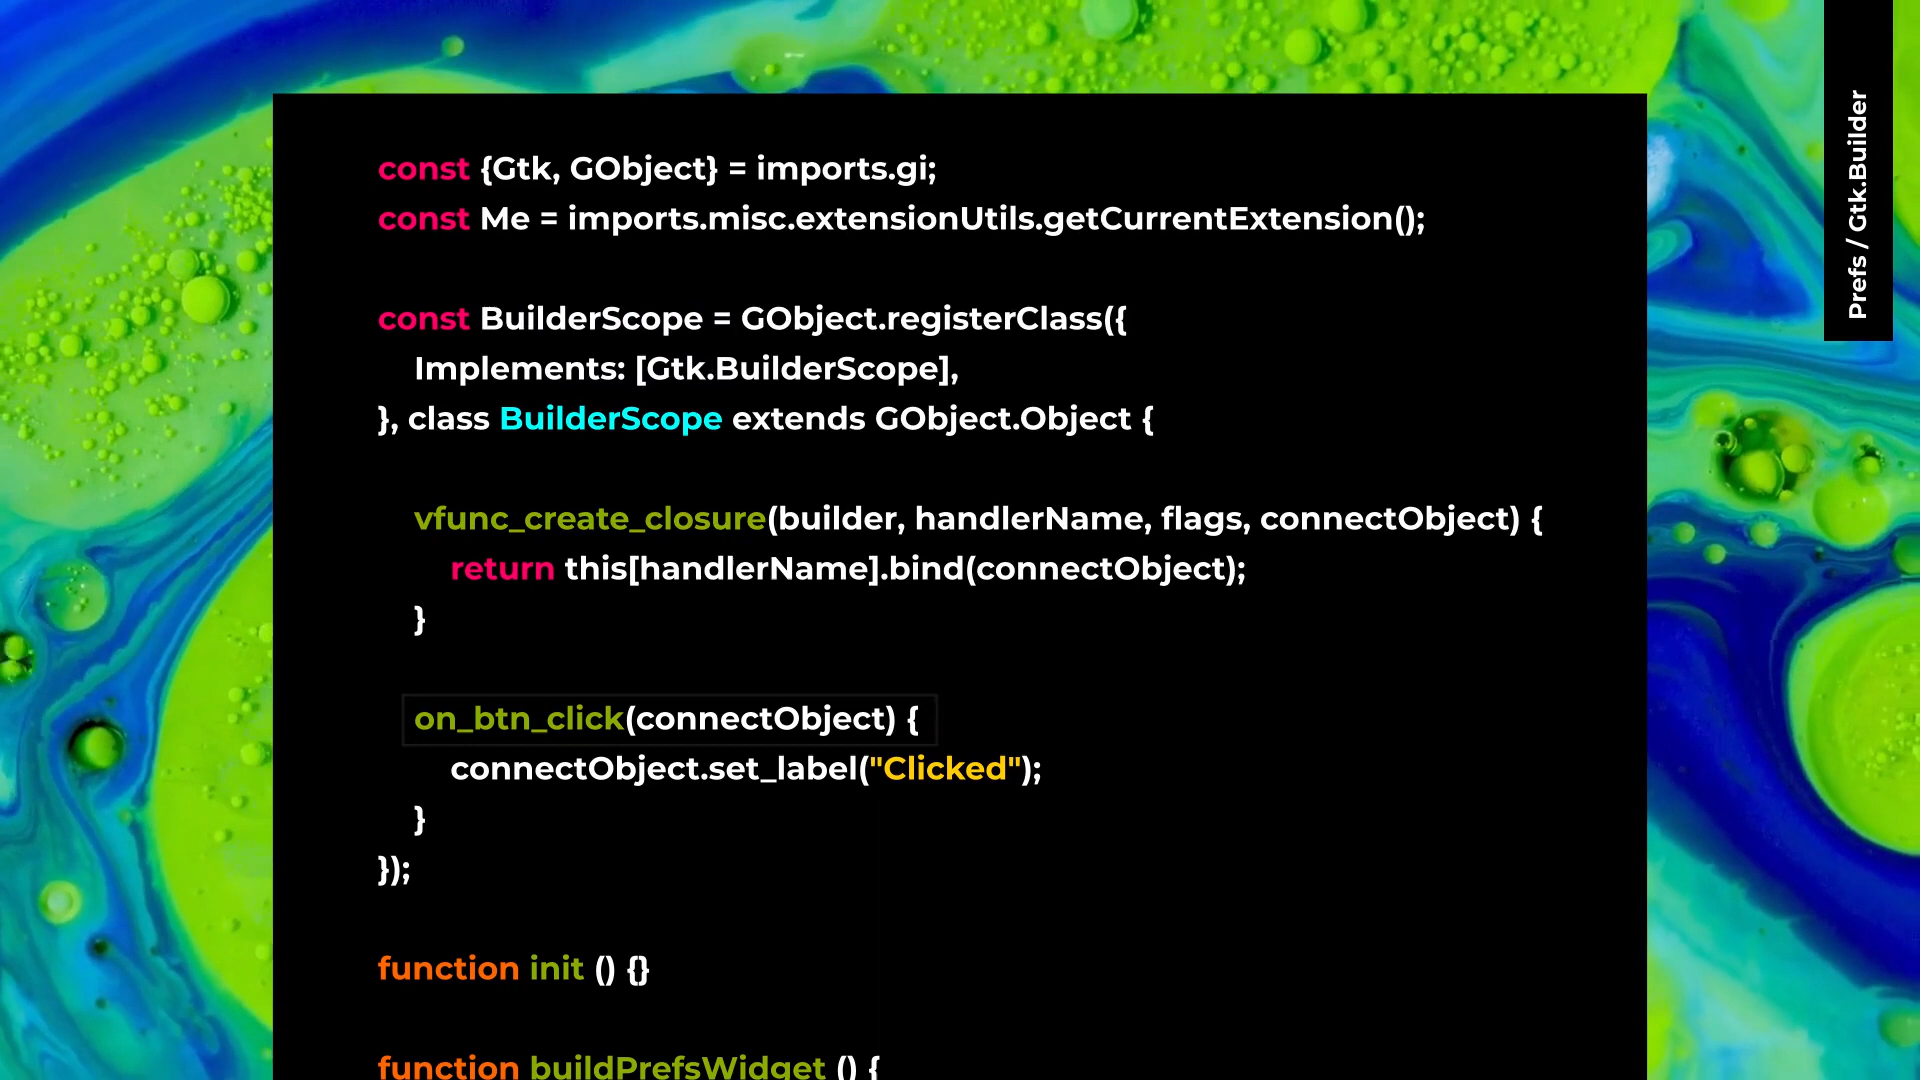 const {Gtk, GObject} = imports.gi;
const Me = imports.misc.extensionUtils.getCurrentExtension();
const BuilderScope = GObject.registerClass({
Implements: [Gtk.BuilderScope],
}, class BuilderScope extends GObject.Object {
vfunc_create_closure(builder, handlerName, flags, connectObject) {
return this[handlerName].bind(connectObject);
}
on_btn_click(connectObject) {
connectObject.set_label("Clicked");
}
});
function init () {}
function buildPrefsWidget () {
Prefs / Gtk.Builder